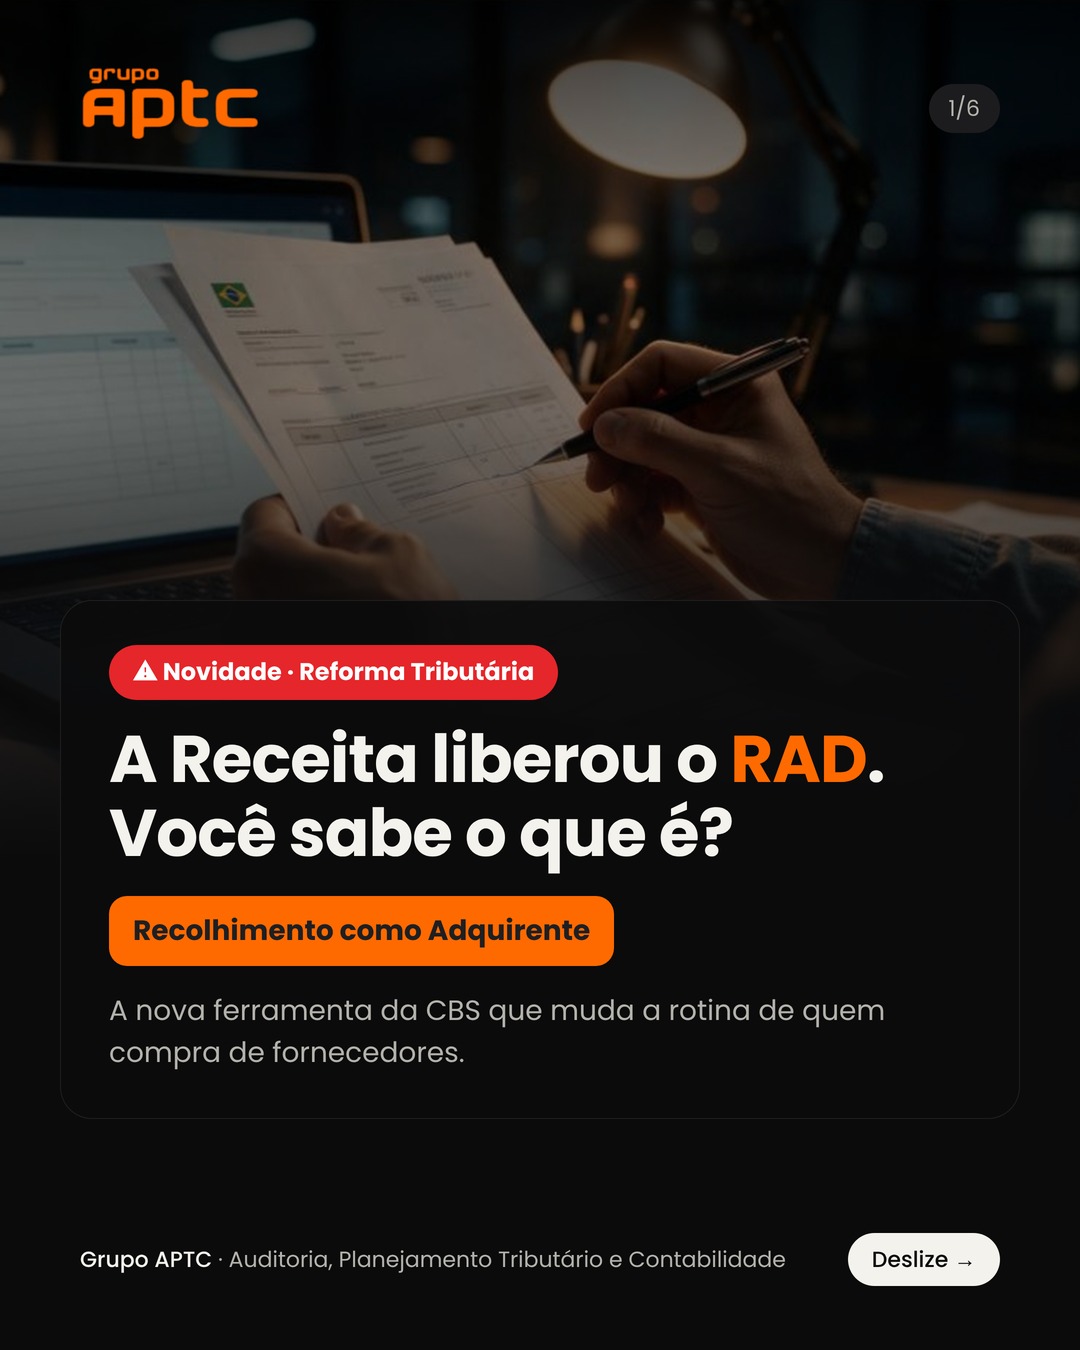 grupo
aptc
1/6
⚠ Novidade · Reforma Tributária
A Receita liberou o RAD.
Você sabe o que é?
Recolhimento como Adquirente
A nova ferramenta da CBS que muda a rotina de quem
compra de fornecedores.
Grupo APTC · Auditoria, Planejamento Tributário e Contabilidade
Deslize →